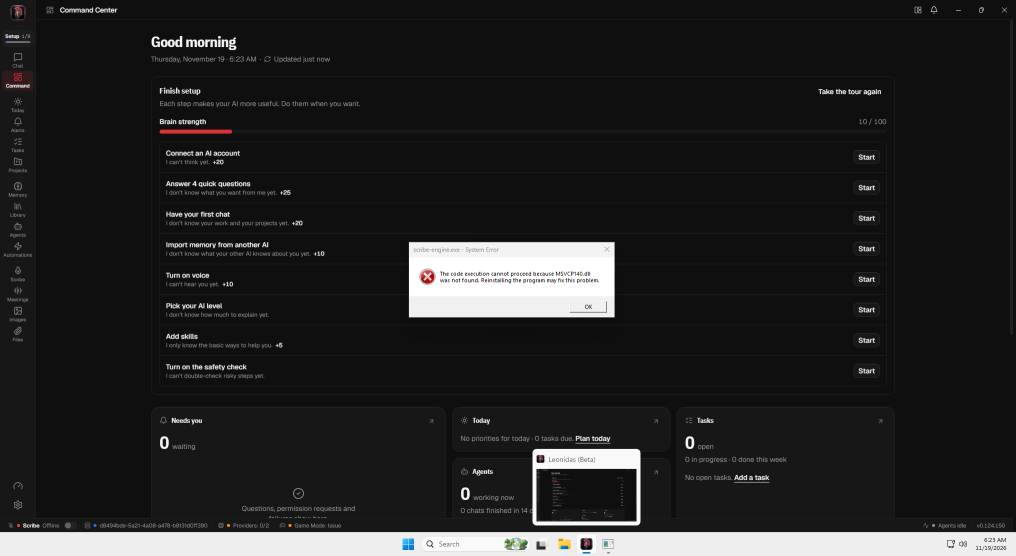 Command Center
Setup 1/9
Chat
Command
Today
Alerts
Tasks
Projects
Memory
Library
Agents
Automations
Scribe
Meetings
Images
Files
Good morning
Thursday, November 19 · 6:23 AM · Updated just now
Finish setup
Take the tour again
Each step makes your AI more useful. Do them when you want.
Brain strength
10 / 100
Connect an AI account
I can't think yet. +20
Start
Answer 4 quick questions
I don't know what you want from me yet. +25
Start
Have your first chat
I don't know your work and your projects yet. +20
Start
Import memory from another AI
I don't know what your other AI knows about you yet. +10
Start
Turn on voice
I can't hear you yet. +10
Start
Pick your AI level
I don't know how much to explain yet.
Start
Add skills
I only know the basic ways to help you. +5
Start
Turn on the safety check
I can't double-check risky steps yet.
Start
scribe-engine.exe - System Error
The code execution cannot proceed because MSVCP140.dll
was not found. Reinstalling the program may fix this problem.
OK
Needs you
0 waiting
Questions, permission requests and
Today
No priorities for today · 0 tasks due. Plan today
Agents
0 working now
0 chats finished in 14 d
Tasks
0 open
0 in progress · 0 done this week
No open tasks. Add a task
Leonidas (Beta)
Scribe Offline
Providers: 0/2
Game Mode: Issue
Agents idle
v0.124.150
Search
6:23 AM
11/19/2026